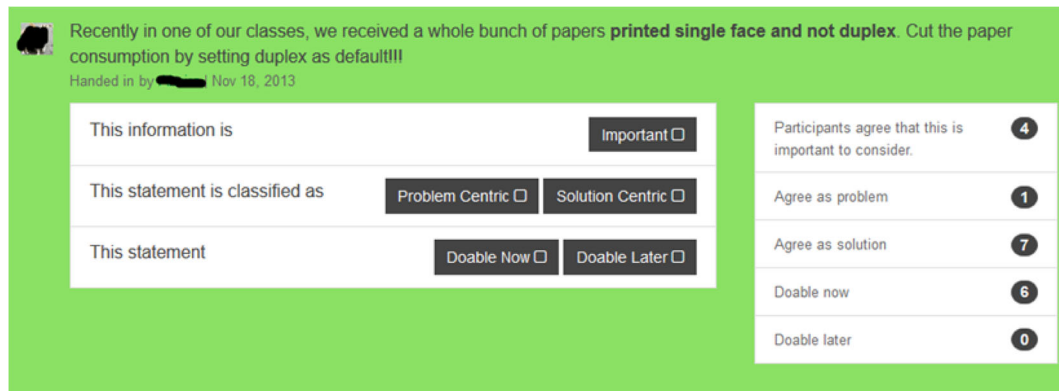 Recently in one of our classes, we received a whole bunch of papers printed single face and not duplex. Cut the paper
consumption by setting duplex as default!!!
Handed in by | Nov 18, 2013
This information is
Important
This statement is classified as
Problem Centric
Solution Centric
This statement
Doable Now
Doable Later
Participants agree that this is
important to consider.
4
Agree as problem
1
Agree as solution
7
Doable now
6
Doable later
0